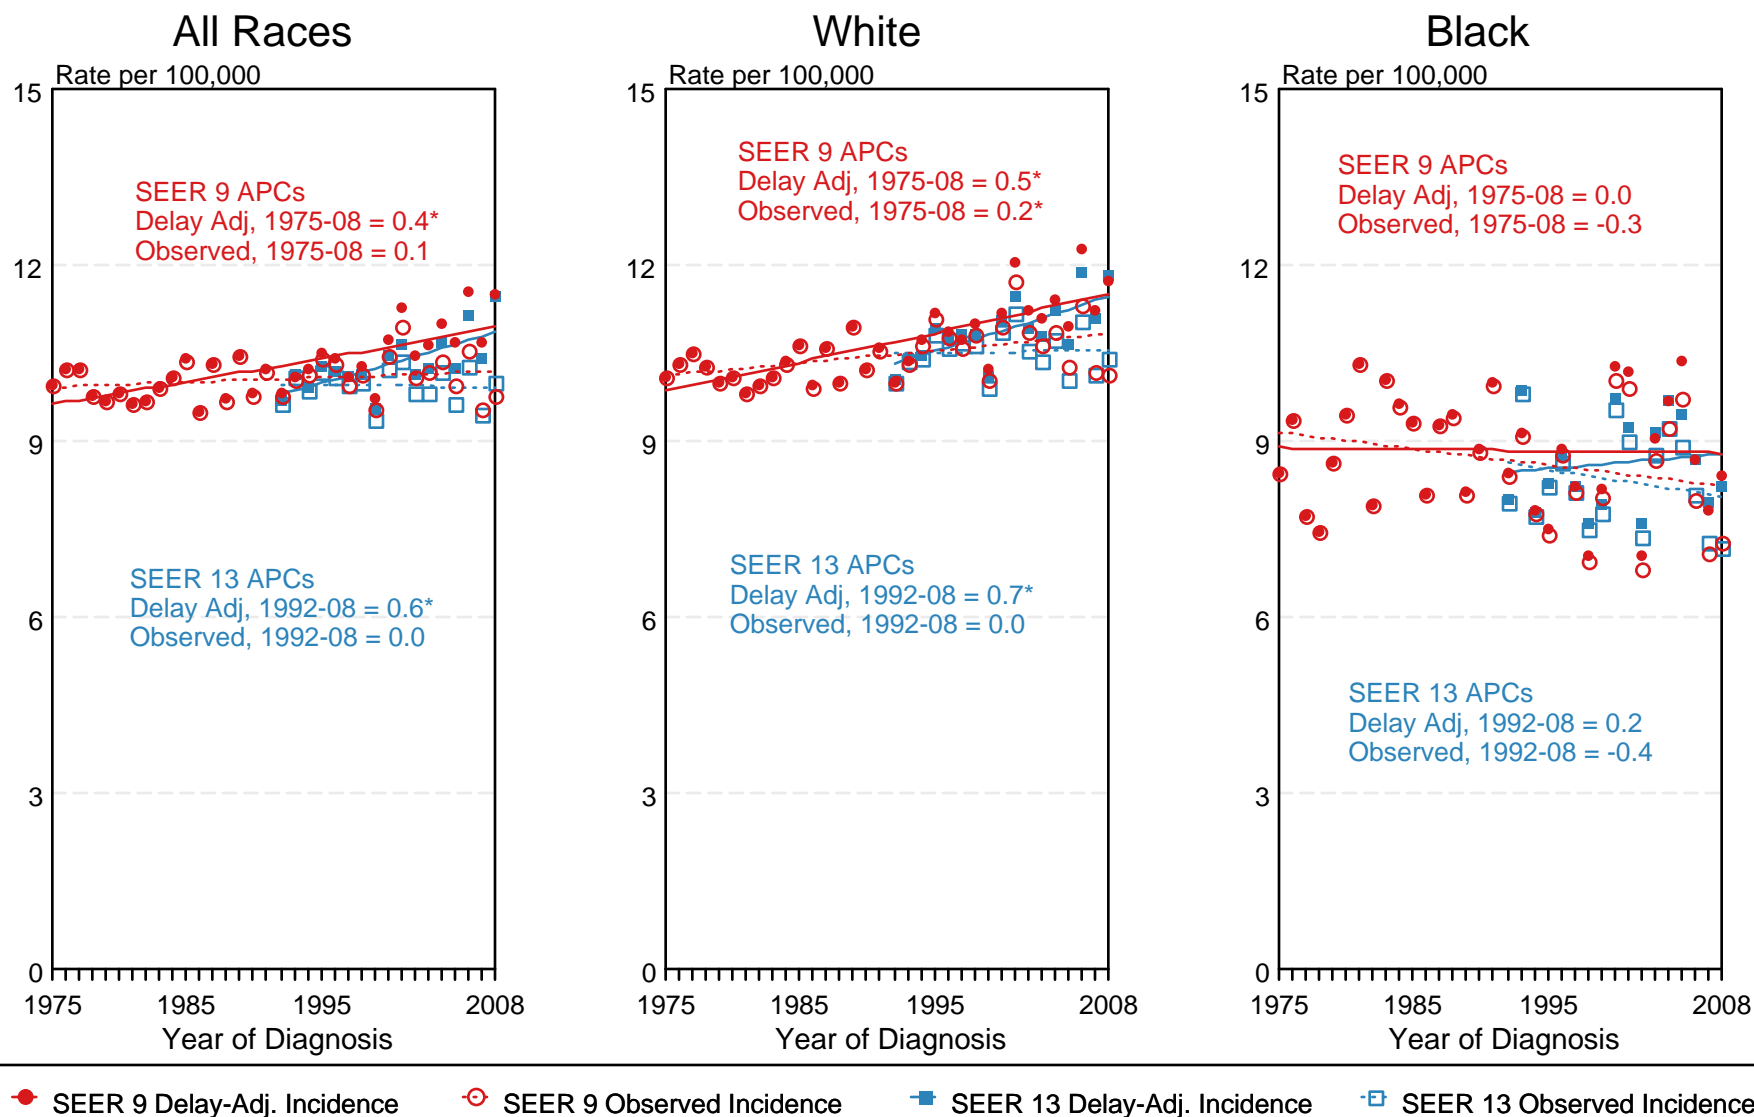 All Races
White
Black
Rate per 100,000
Rate per 100,000
Rate per 100,000
15
12
9
6
3
0
SEER 9 APCs
Delay Adj, 1975-08 = 0.4*
Observed, 1975-08 = 0.1
SEER 13 APCs
Delay Adj, 1992-08 = 0.6*
Observed, 1992-08 = 0.0
1975 1985 1995 2008
Year of Diagnosis
15
12
9
6
3
0
SEER 9 APCs
Delay Adj, 1975-08 = 0.5*
Observed, 1975-08 = 0.2*
SEER 13 APCs
Delay Adj, 1992-08 = 0.7*
Observed, 1992-08 = 0.0
1975 1985 1995 2008
Year of Diagnosis
15
12
9
6
3
0
SEER 9 APCs
Delay Adj, 1975-08 = 0.0
Observed, 1975-08 = -0.3
SEER 13 APCs
Delay Adj, 1992-08 = 0.2
Observed, 1992-08 = -0.4
1975 1985 1995 2008
Year of Diagnosis
SEER 9 Delay-Adj. Incidence SEER 9 Observed Incidence SEER 13 Delay-Adj. Incidence SEER 13 Observed Incidence